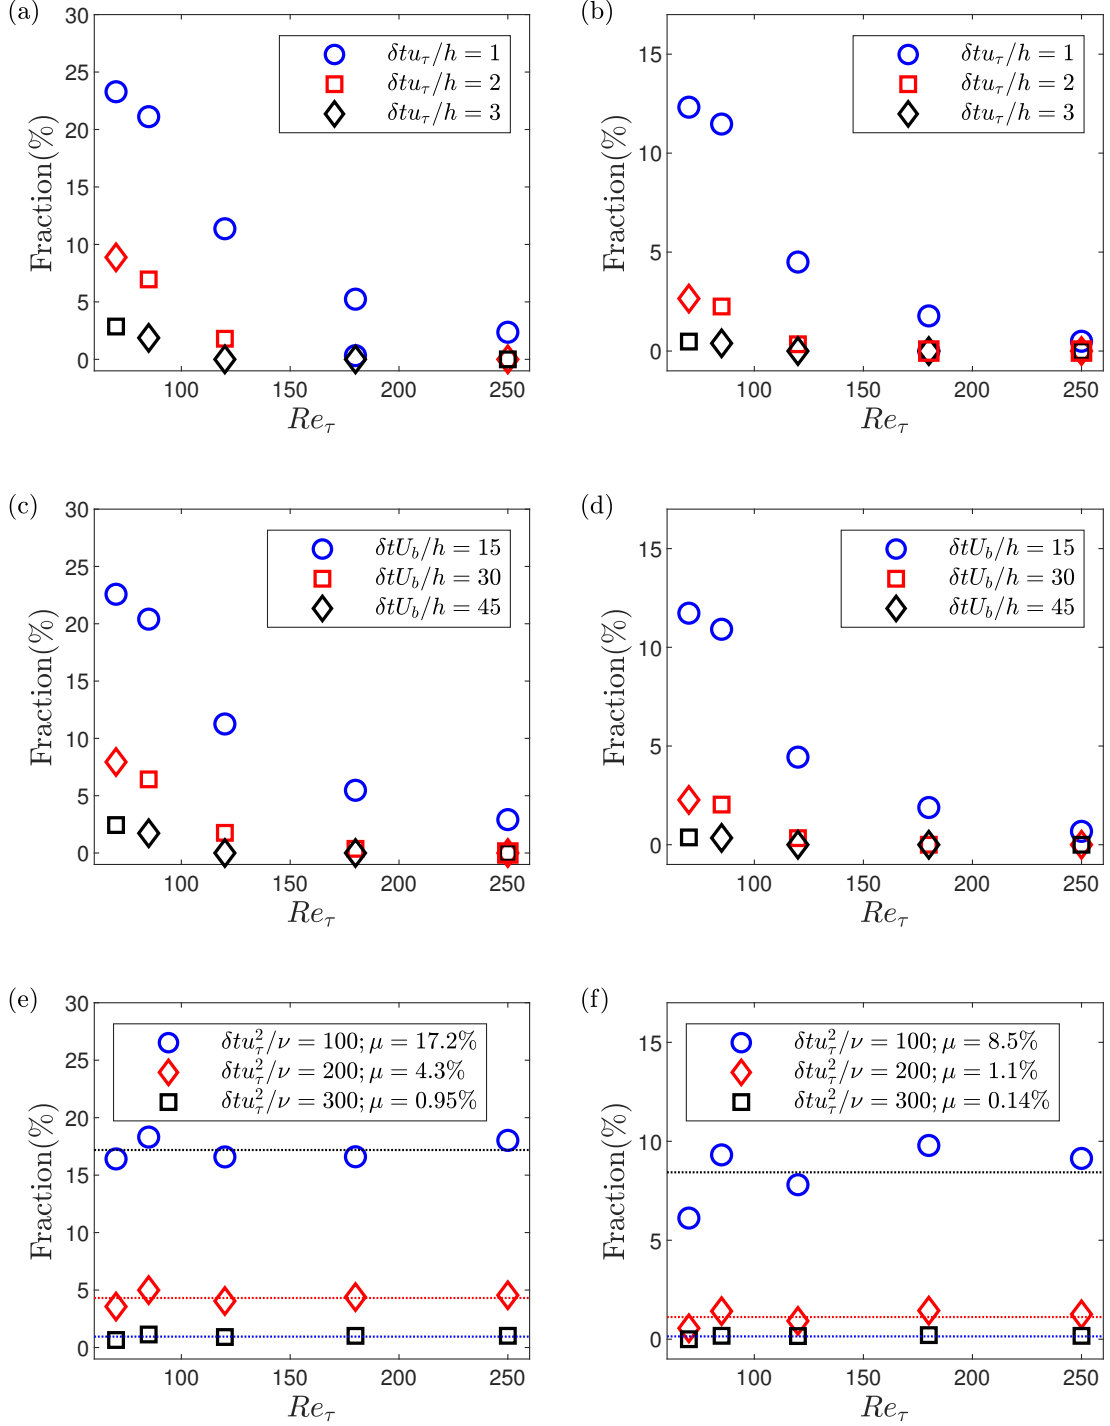 (a)
30
25
20
15
10
5
0
Fraction(%)
100 150 200 250
Re_τ
δtu_τ/h = 1
δtu_τ/h = 2
δtu_τ/h = 3
(b)
15
10
5
0
Fraction(%)
100 150 200 250
Re_τ
δtu_τ/h = 1
δtu_τ/h = 2
δtu_τ/h = 3
(c)
30
25
20
15
10
5
0
Fraction(%)
100 150 200 250
Re_τ
δtU_b/h = 15
δtU_b/h = 30
δtU_b/h = 45
(d)
15
10
5
0
Fraction(%)
100 150 200 250
Re_τ
δtU_b/h = 15
δtU_b/h = 30
δtU_b/h = 45
(e)
30
25
20
15
10
5
0
Fraction(%)
100 150 200 250
Re_τ
δtu_τ^2/ν = 100; μ = 17.2%
δtu_τ^2/ν = 200; μ = 4.3%
δtu_τ^2/ν = 300; μ = 0.95%
(f)
15
10
5
0
Fraction(%)
100 150 200 250
Re_τ
δtu_τ^2/ν = 100; μ = 8.5%
δtu_τ^2/ν = 200; μ = 1.1%
δtu_τ^2/ν = 300; μ = 0.14%